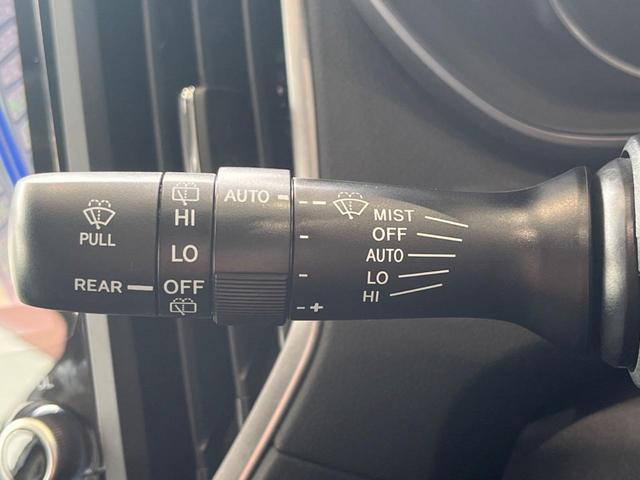 PULL
REAR
HI
LO
OFF
AUTO
- - +
MIST
OFF
AUTO
LO
HI